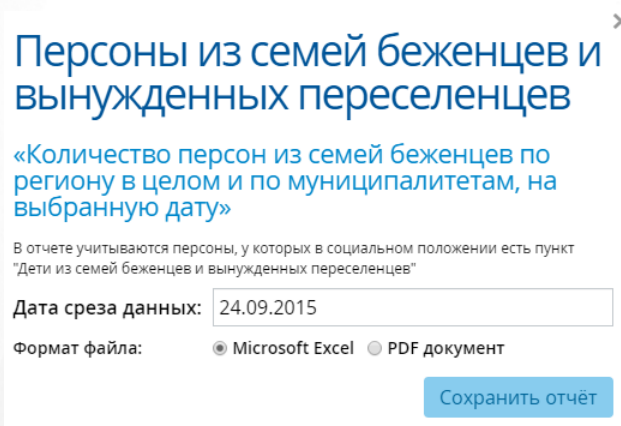 Персоны из семей беженцев и
вынужденных переселенцев
«Количество персон из семей беженцев по
региону в целом и по муниципалитетам, на
выбранную дату»
В отчете учитываются персоны, у которых в социальном положении есть пункт
"Дети из семей беженцев и вынужденных переселенцев"
Дата среза данных: 24.09.2015
Формат файла: Microsoft Excel PDF документ
Сохранить отчёт